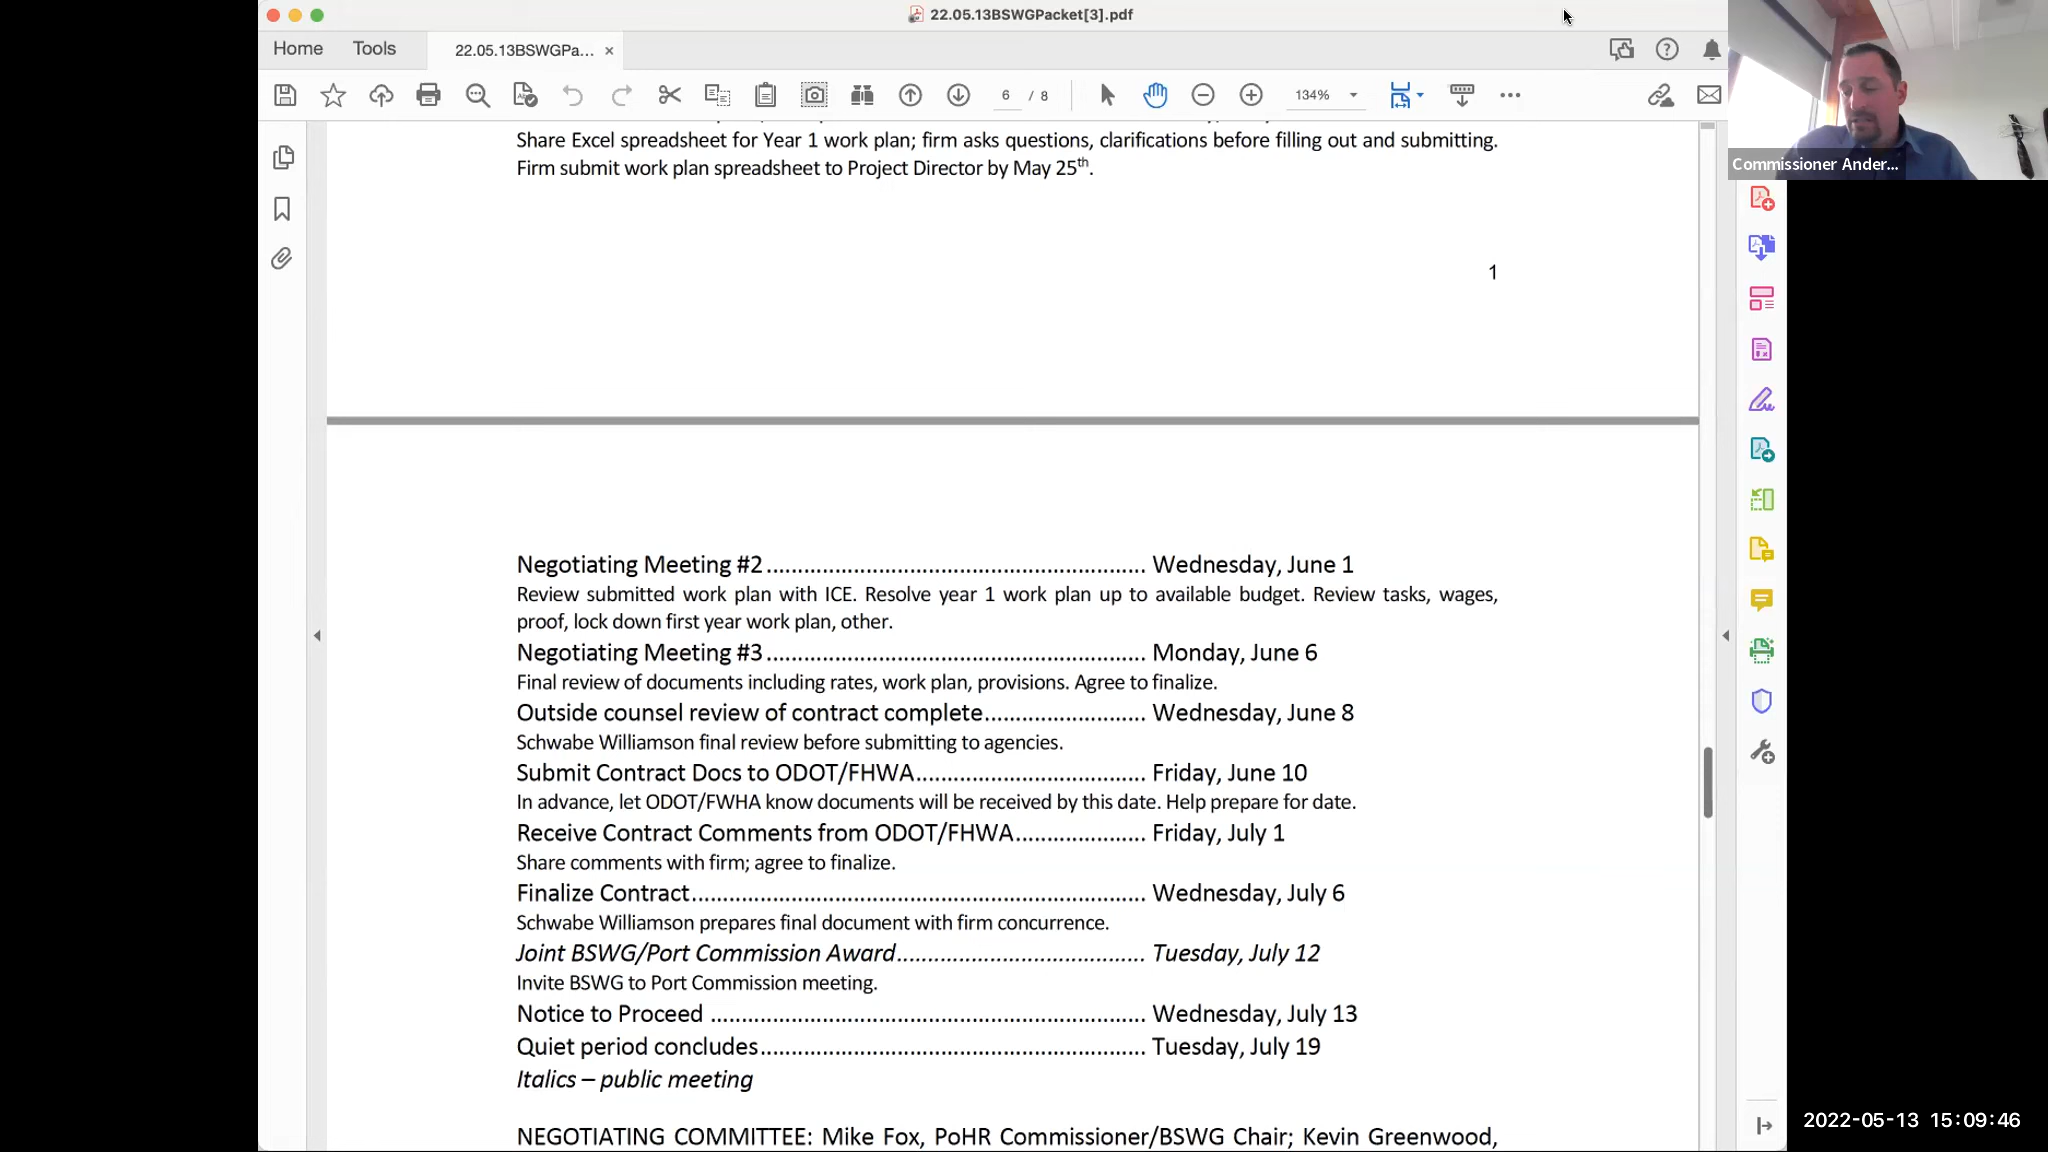 22.05.13BSWGPacket[3].pdf
Home Tools 22.05.13BSWGPa... ×
6 / 8 134%
Share Excel spreadsheet for Year 1 work plan; firm asks questions, clarifications before filling out and submitting.
Firm submit work plan spreadsheet to Project Director by May 25th.
Commissioner Ander...
1
Negotiating Meeting #2.......................................................... Wednesday, June 1
Review submitted work plan with ICE. Resolve year 1 work plan up to available budget. Review tasks, wages,
proof, lock down first year work plan, other.
Negotiating Meeting #3.......................................................... Monday, June 6
Final review of documents including rates, work plan, provisions. Agree to finalize.
Outside counsel review of contract complete......................... Wednesday, June 8
Schwabe Williamson final review before submitting to agencies.
Submit Contract Docs to ODOT/FHWA................................... Friday, June 10
In advance, let ODOT/FWHA know documents will be received by this date. Help prepare for date.
Receive Contract Comments from ODOT/FHWA.................... Friday, July 1
Share comments with firm; agree to finalize.
Finalize Contract..................................................................... Wednesday, July 6
Schwabe Williamson prepares final document with firm concurrence.
Joint BSWG/Port Commission Award...................................... Tuesday, July 12
Invite BSWG to Port Commission meeting.
Notice to Proceed .................................................................. Wednesday, July 13
Quiet period concludes........................................................... Tuesday, July 19
Italics – public meeting
NEGOTIATING COMMITTEE: Mike Fox, PoHR Commissioner/BSWG Chair; Kevin Greenwood,
2022-05-13 15:09:46